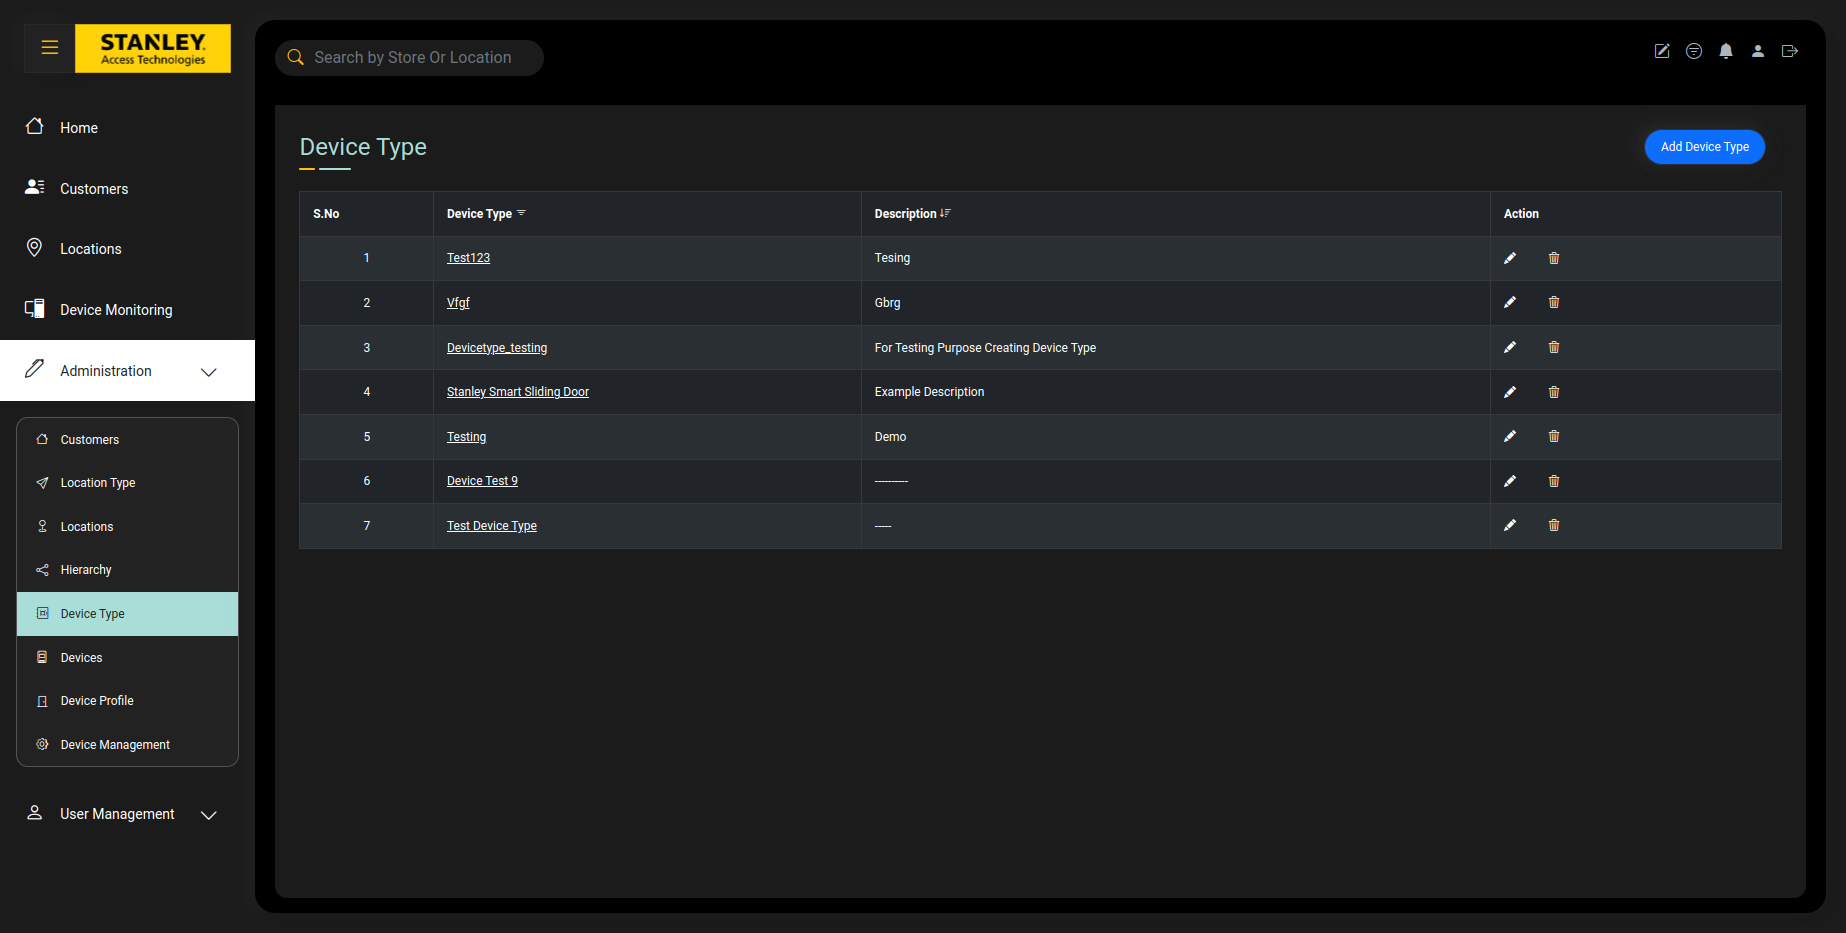 STANLEY.
Access Technologies
Search by Store Or Location
Home
Customers
Locations
Device Monitoring
Administration
Customers
Location Type
Locations
Hierarchy
Device Type
Devices
Device Profile
Device Management
User Management
Device Type
Add Device Type
S.No Device Type Description Action
1 Test123 Tesing
2 Vfgf Gbrg
3 Devicetype_testing For Testing Purpose Creating Device Type
4 Stanley Smart Sliding Door Example Description
5 Testing Demo
6 Device Test 9 ----------
7 Test Device Type -----